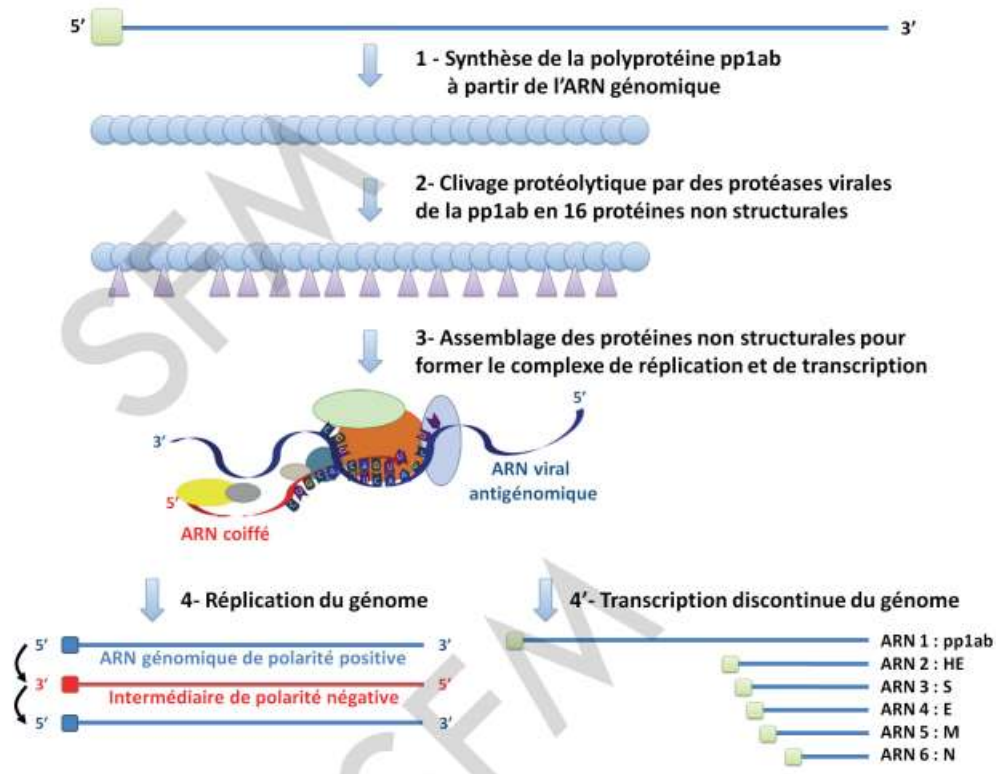 5’ 3’
1 - Synthèse de la polyprotéine pp1ab
à partir de l’ARN génomique
2- Clivage protéolytique par des protéases virales
de la pp1ab en 16 protéines non structurales
3- Assemblage des protéines non structurales pour
former le complexe de réplication et de transcription
5’
3’
ARN viral
antigénomique
5’
ARN coiffé
4- Réplication du génome
4’- Transcription discontinue du génome
5’ 3’
ARN génomique de polarité positive
3’ 5’
Intermédiaire de polarité négative
5’ 3’
ARN 1 : pp1ab
ARN 2 : HE
ARN 3 : S
ARN 4 : E
ARN 5 : M
ARN 6 : N
SFM
SFM